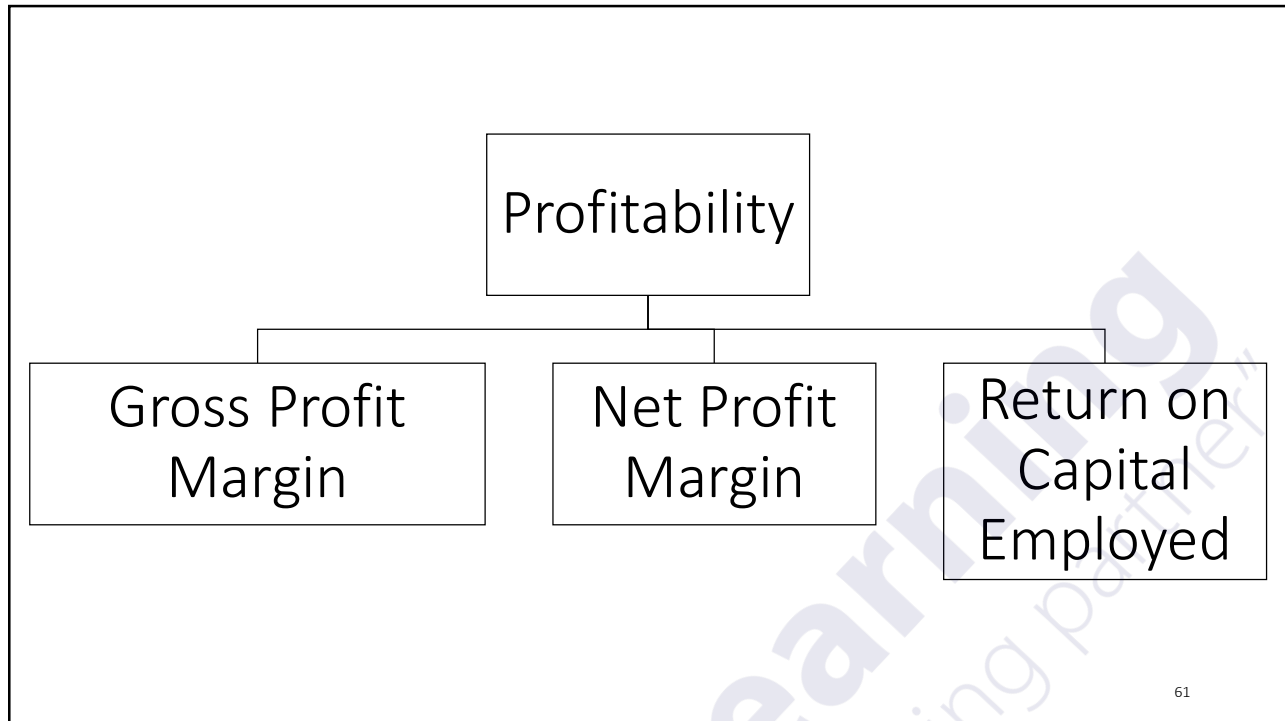 Profitability
Gross Profit
Margin
Net Profit
Margin
Return on
Capital
Employed
61